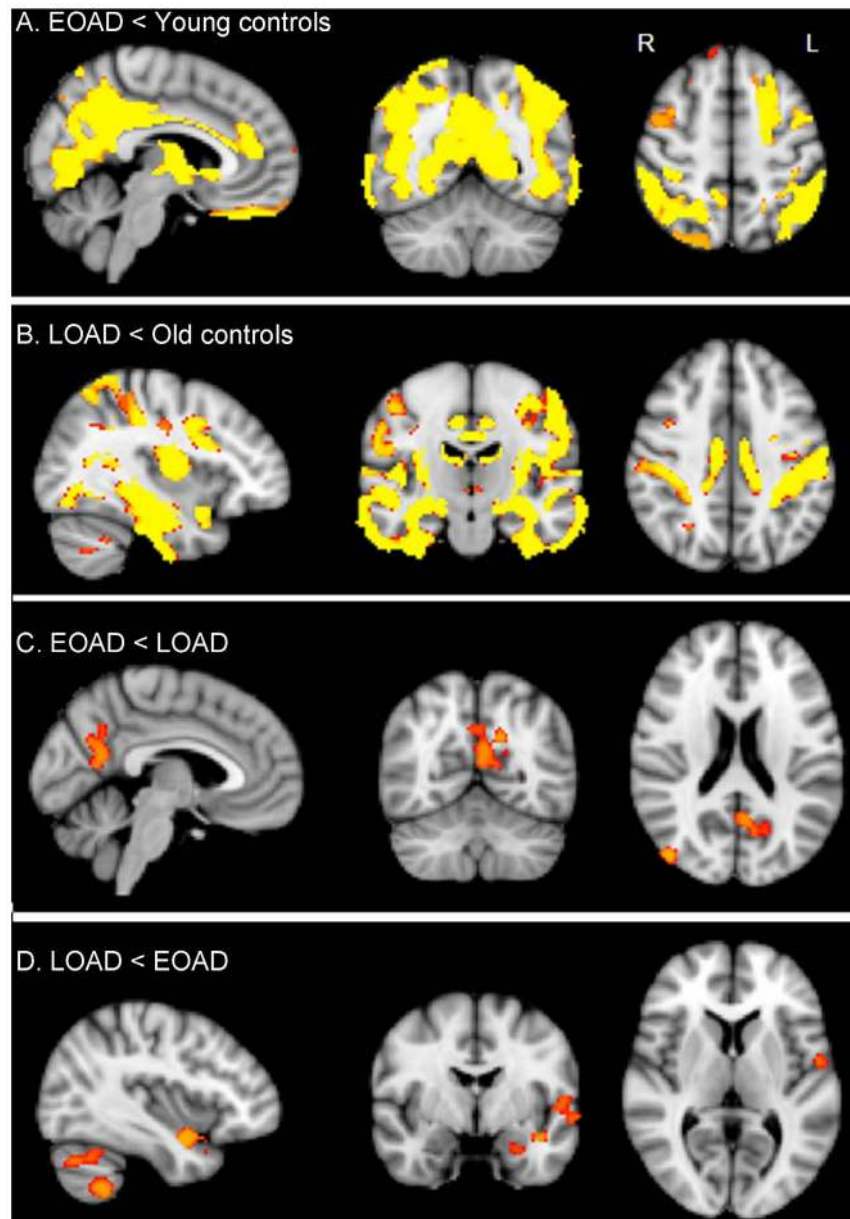 A. EOAD < Young controls
R L
B. LOAD < Old controls
C. EOAD < LOAD
D. LOAD < EOAD